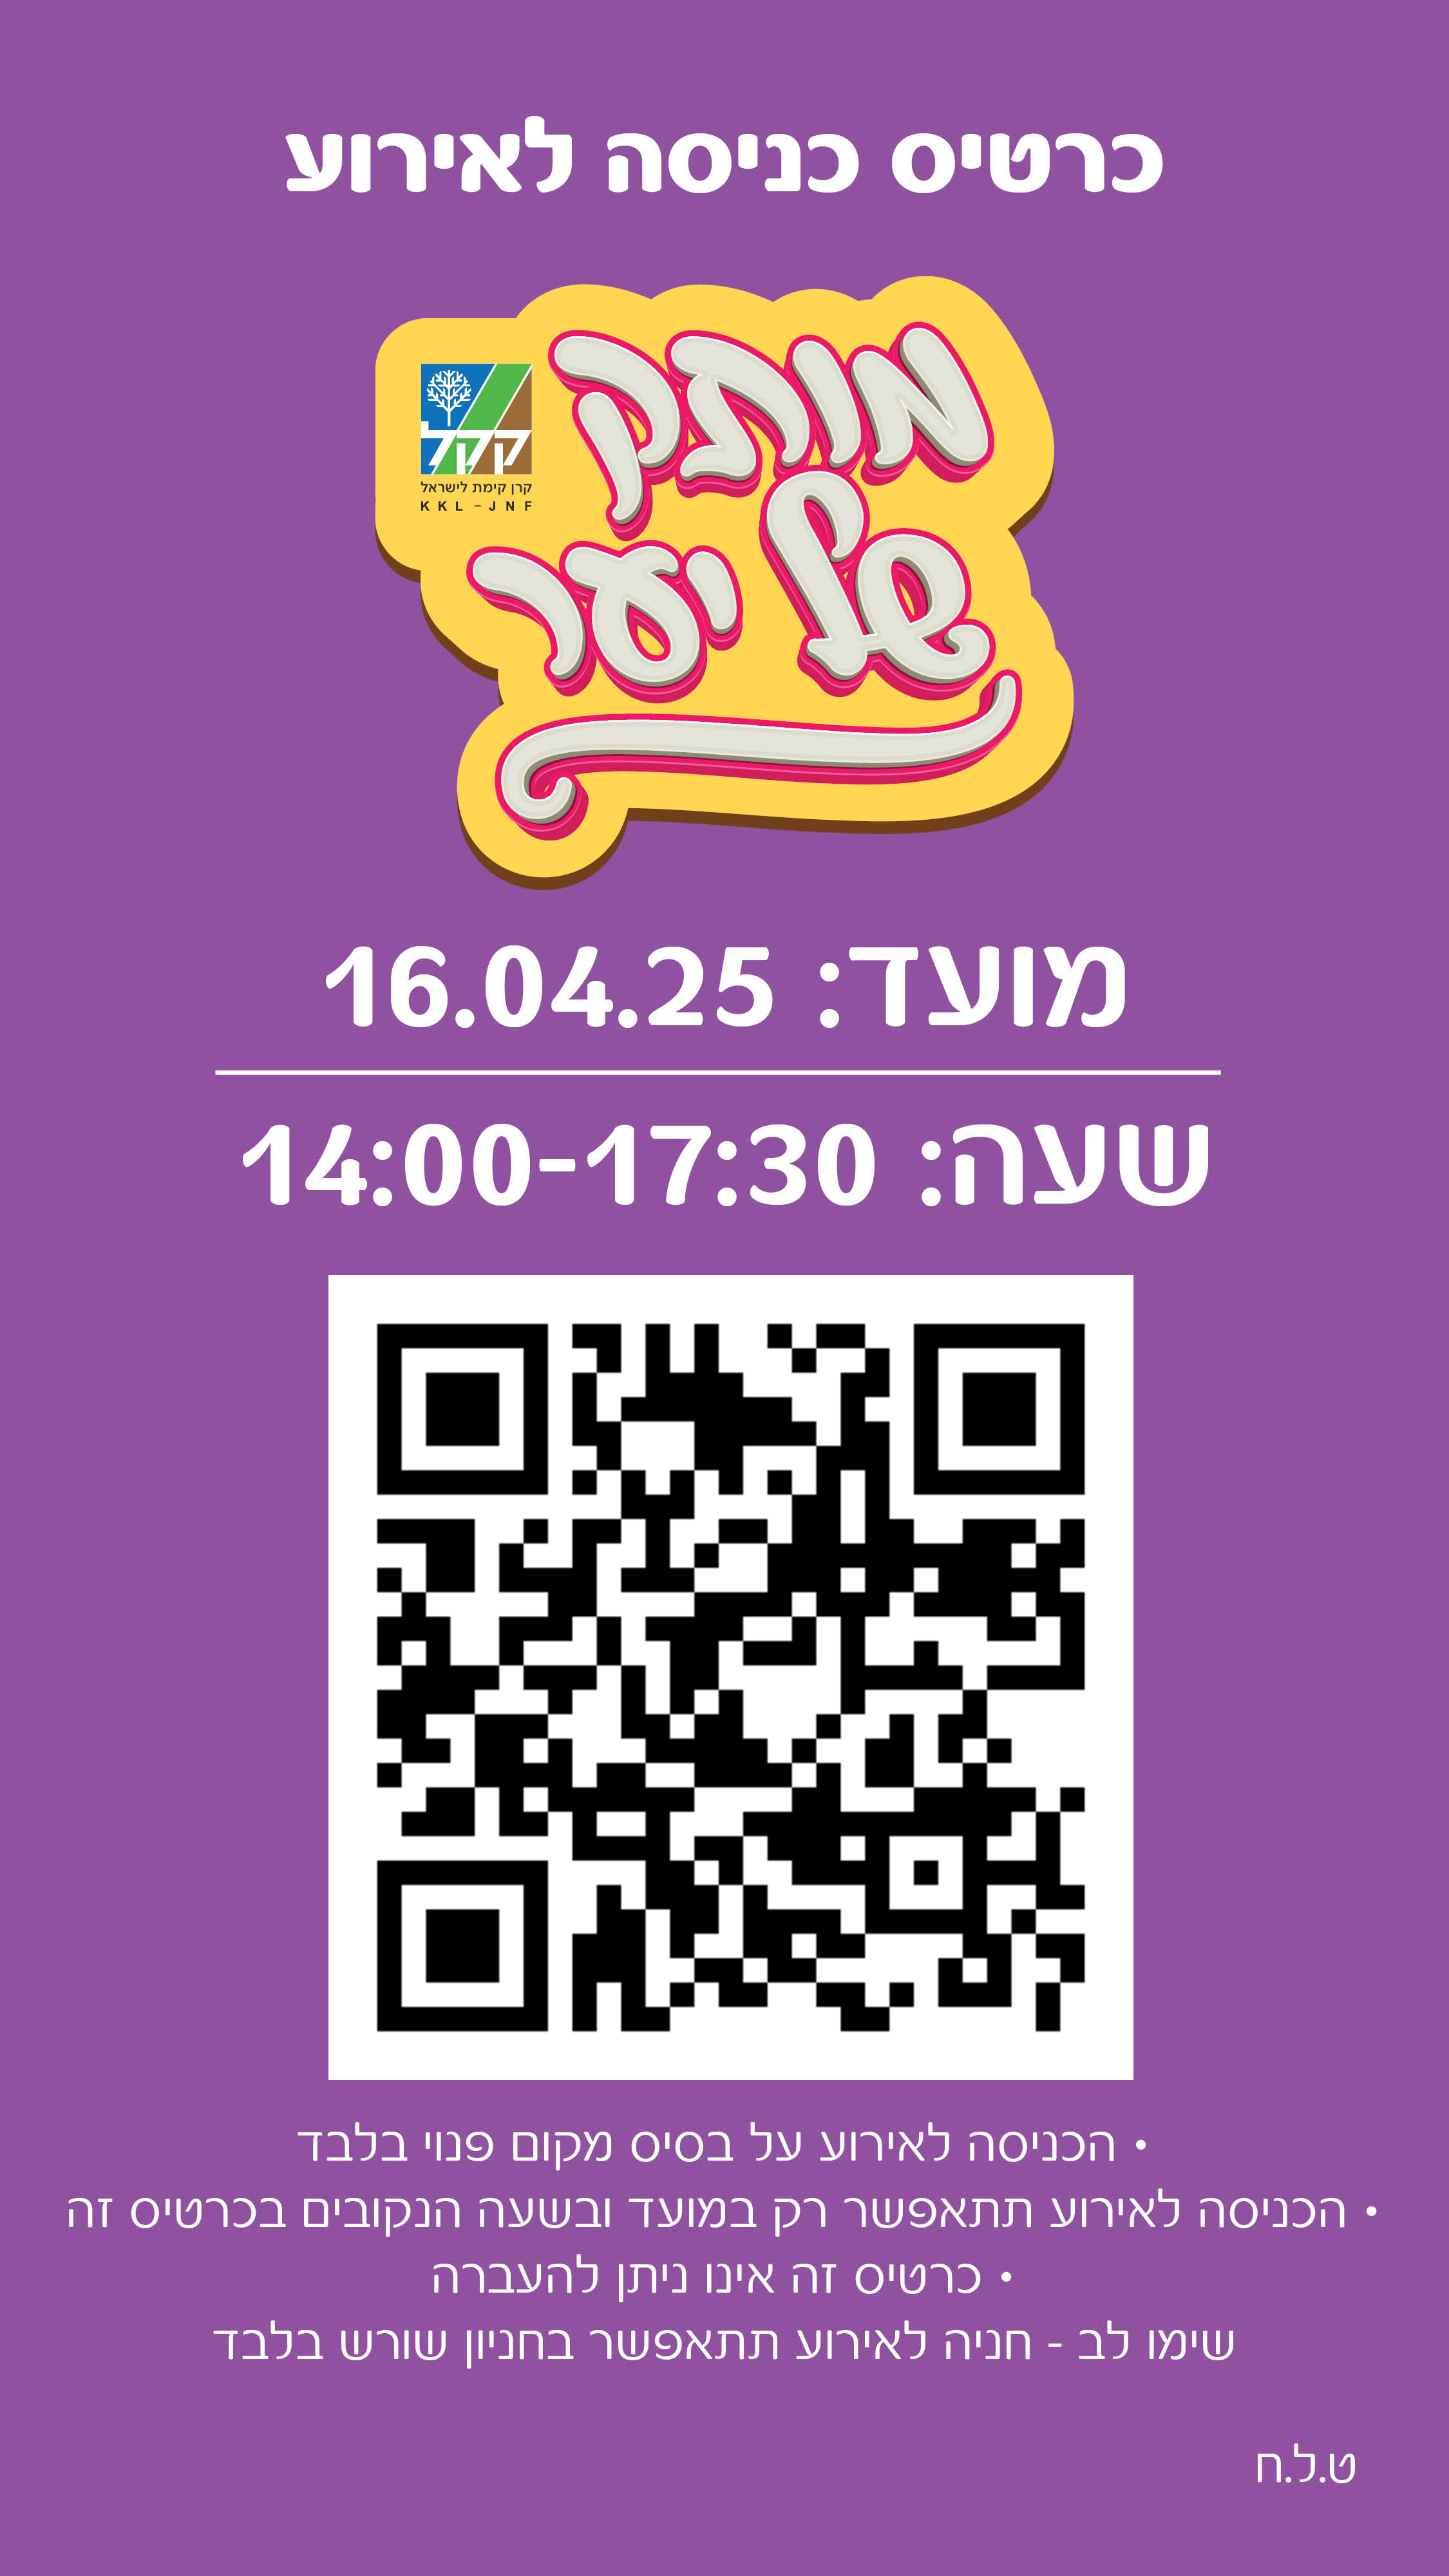 כרטיס כניסה לאירוע
מותק
של יער
קקל
קרן קימת לישראל
KKL-JNF
מועד: 16.04.25
שעה: 14:00-17:30
• הכניסה לאירוע על בסיס מקום פנוי בלבד
• הכניסה לאירוע תתאפשר רק במועד ובשעה הנקובים בכרטיס זה
• כרטיס זה אינו ניתן להעברה
שימו לב - חניה לאירוע תתאפשר בחניון שורש בלבד
ט.ל.ח